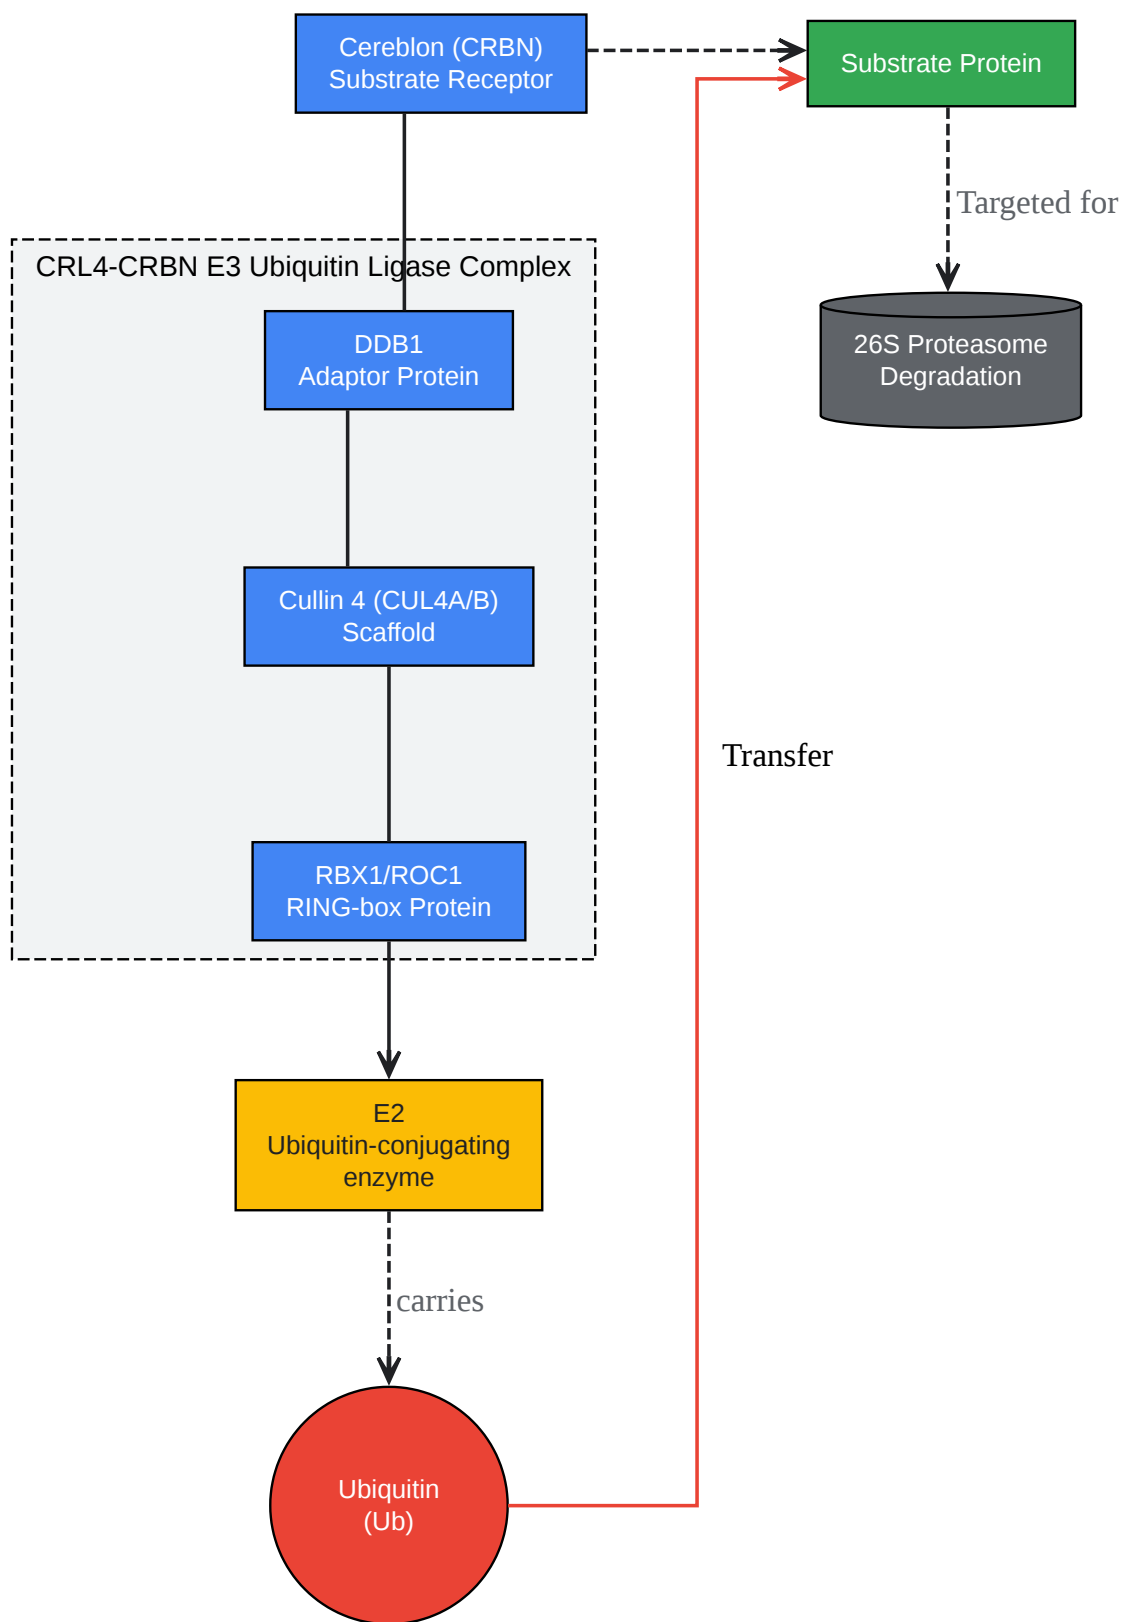 Cereblon (CRBN)
Substrate Receptor
Substrate Protein
Targeted for
CRL4-CRBN E3 Ubiquitin Ligase Complex
DDB1
Adaptor Protein
26S Proteasome
Degradation
Cullin 4 (CUL4A/B)
Scaffold
Transfer
RBX1/ROC1
RING-box Protein
E2
Ubiquitin-conjugating
enzyme
carries
Ubiquitin
(Ub)